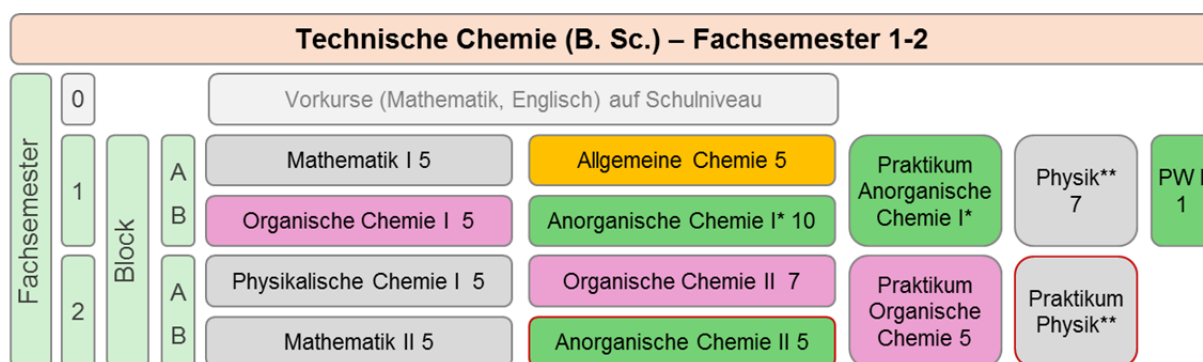 Technische Chemie (B. Sc.) – Fachsemester 1-2
Fachsemester
0
Vorkurse (Mathematik, Englisch) auf Schulniveau
1
Block
A
B
Mathematik I 5
Allgemeine Chemie 5
Organische Chemie I 5
Anorganische Chemie I* 10
Praktikum
Anorganische
Chemie I*
Physik**
7
PW
1
2
A
B
Physikalische Chemie I 5
Organische Chemie II 7
Mathematik II 5
Anorganische Chemie II 5
Praktikum
Organische
Chemie 5
Praktikum
Physik**